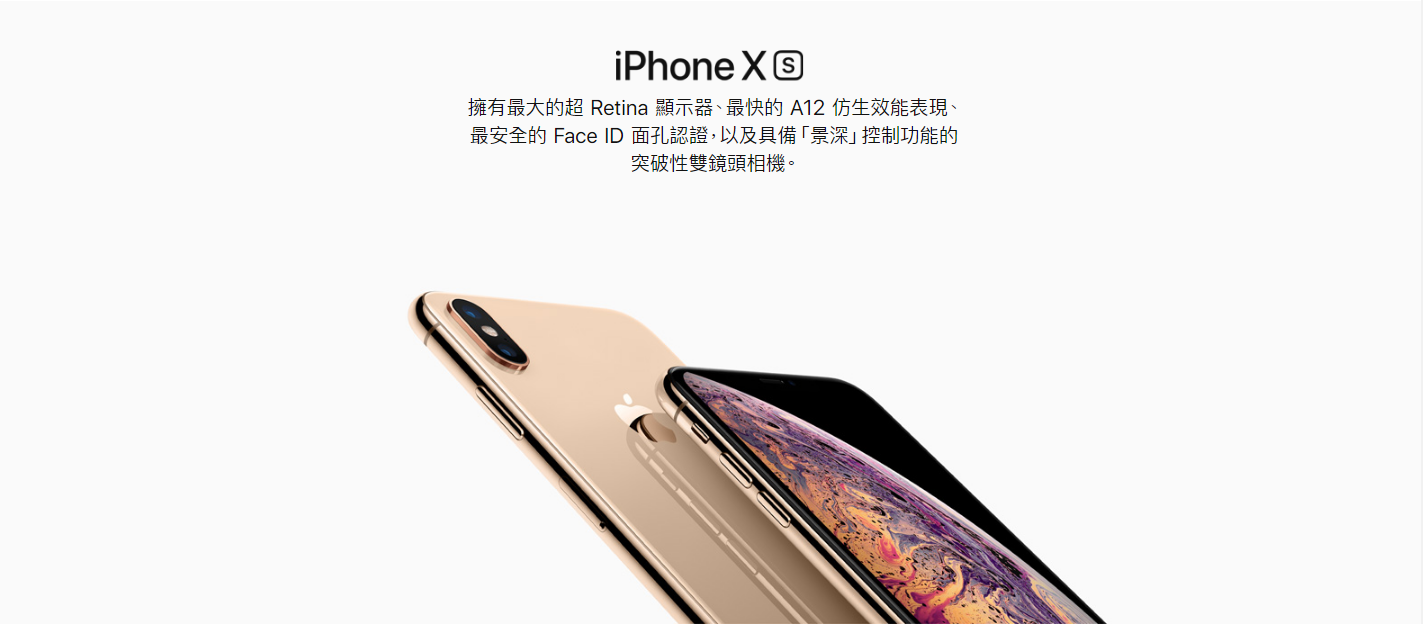 iPhone XS
擁有最大的超 Retina 顯示器、最快的 A12 仿生效能表現、
最安全的 Face ID 面孔認證，以及具備「景深」控制功能的
突破性雙鏡頭相機。